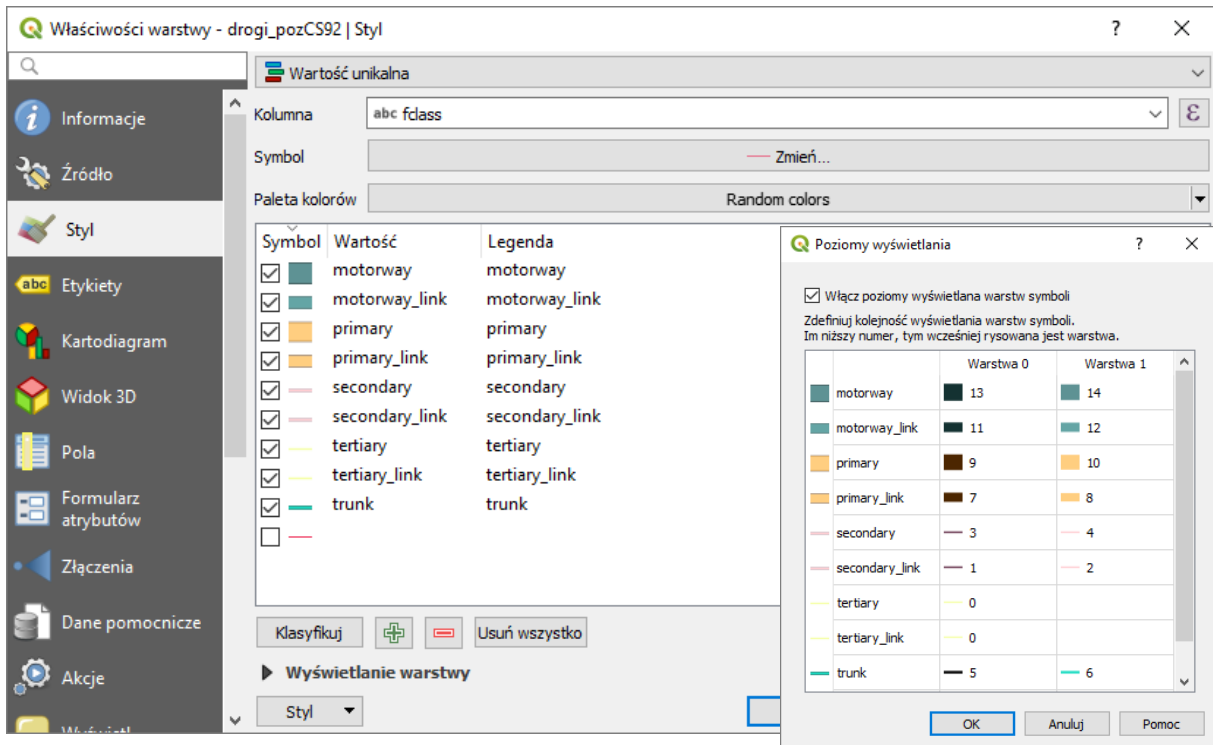 Właściwości warstwy - drogi_pozCS92 | Styl ? ×
Informacje
Źródło
Styl
abc Etykiety
Kartodiagram
Widok 3D
Pola
Formularz
atrybutów
Złączenia
Dane pomocnicze
Akcje
Wartość unikalna
Kolumna abc fclass ε
Symbol Zmień...
Paleta kolorów Random colors
Symbol Wartość Legenda
motorway motorway
motorway_link motorway_link
primary primary
primary_link primary_link
secondary secondary
secondary_link secondary_link
tertiary tertiary
tertiary_link tertiary_link
trunk trunk
Klasyfikuj Usuń wszystko
Wyświetlanie warstwy
Styl
Poziomy wyświetlania ? ×
Włącz poziomy wyświetlana warstw symboli
Zdefiniuj kolejność wyświetlania warstw symboli.
Im niższy numer, tym wcześniej rysowana jest warstwa.
Warstwa 0 Warstwa 1
motorway 13 14
motorway_link 11 12
primary 9 10
primary_link 7 8
secondary 3 4
secondary_link 1 2
tertiary 0
tertiary_link 0
trunk 5 6
OK Anuluj Pomoc